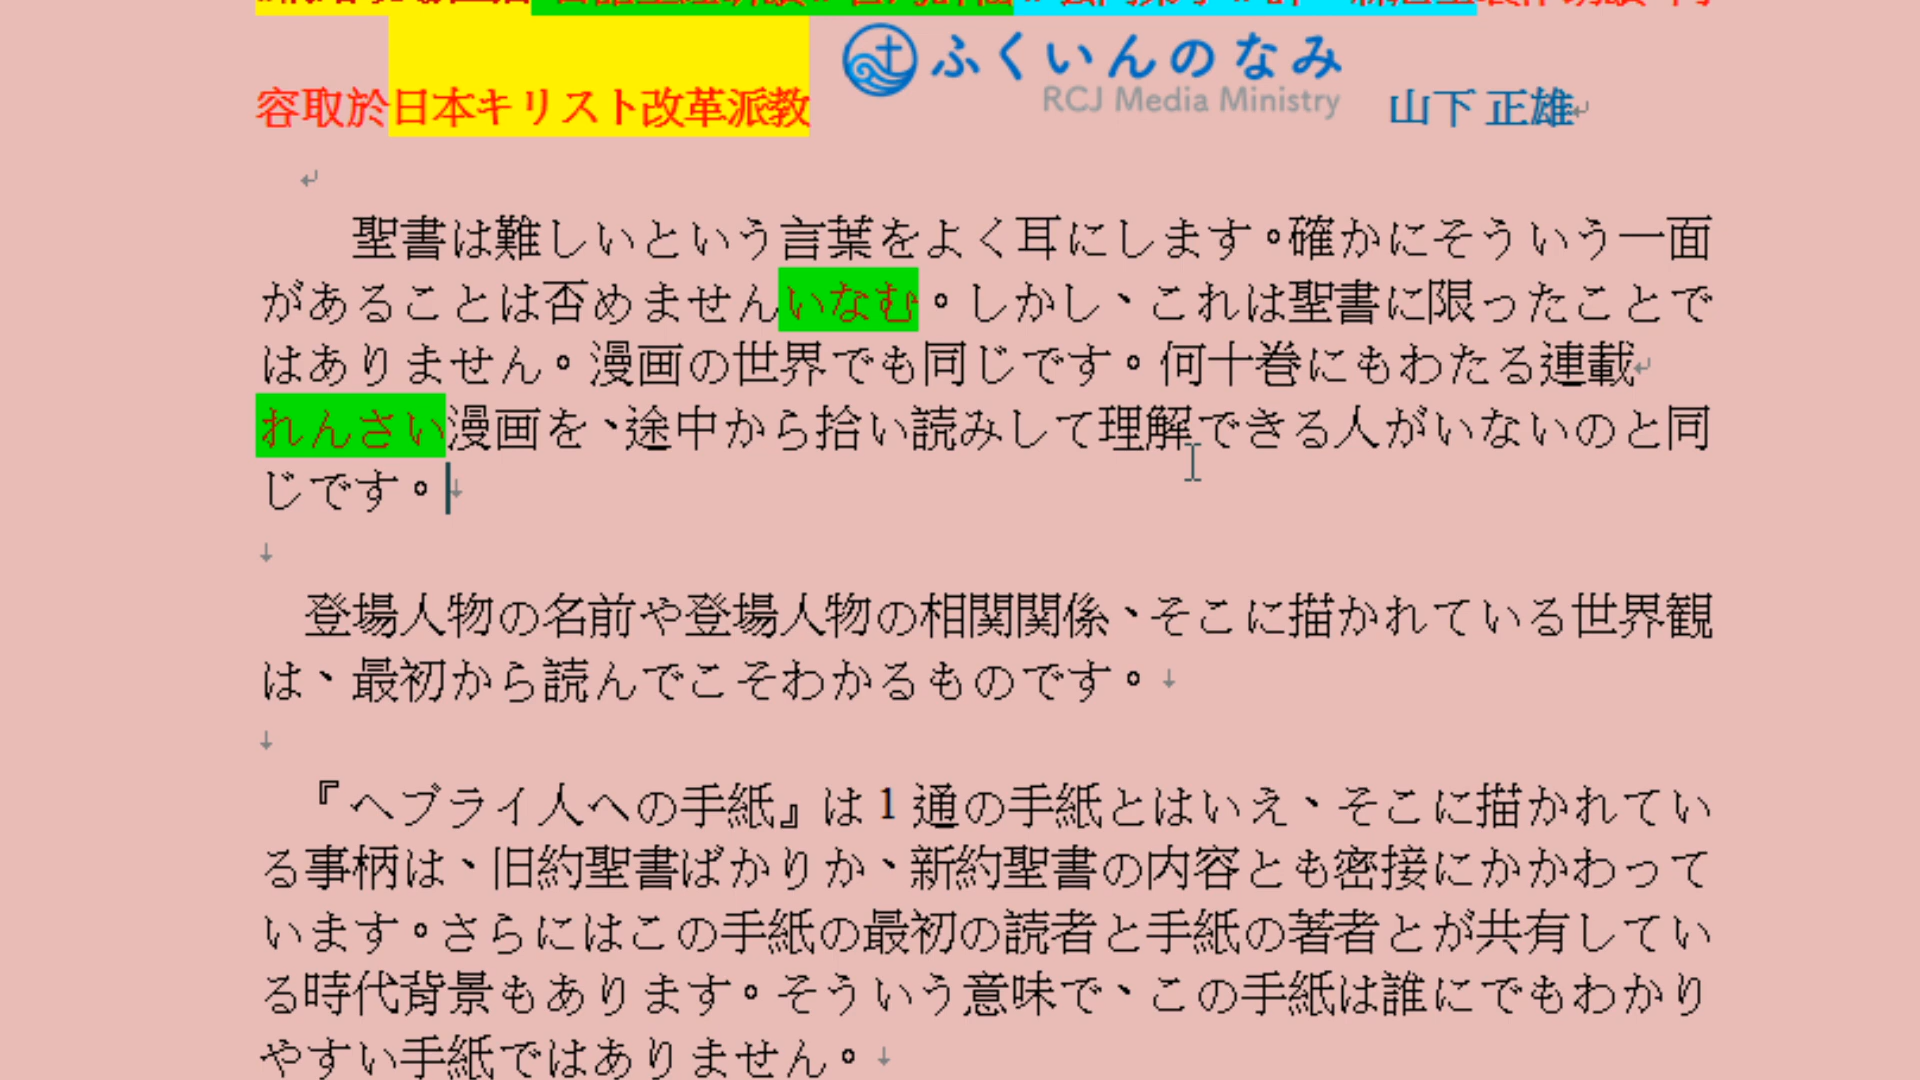 容取於日本キリスト改革派教 ふくいんのなみ 山下 正雄
RCJ Media Ministry
聖書は難しいという言葉をよく耳にします。確かにそういう一面
があることは否めませんいなむ。しかし、これは聖書に限ったことで
はありません。漫画の世界でも同じです。何十巻にもわたる連載
れんさい漫画を、途中から拾い読みして理解できる人がいないのと同
じです。
登場人物の名前や登場人物の相関関係、そこに描かれている世界観
は、最初から読んでこそわかるものです。
『へブライ人への手紙』は 1 通の手紙とはいえ、そこに描かれてい
る事柄は、旧約聖書ばかりか、新約聖書の内容とも密接にかかわって
います。さらにはこの手紙の最初の読者と手紙の著者とが共有してい
る時代背景もあります。そういう意味で、この手紙は誰にでもわかり
やすい手紙ではありません。